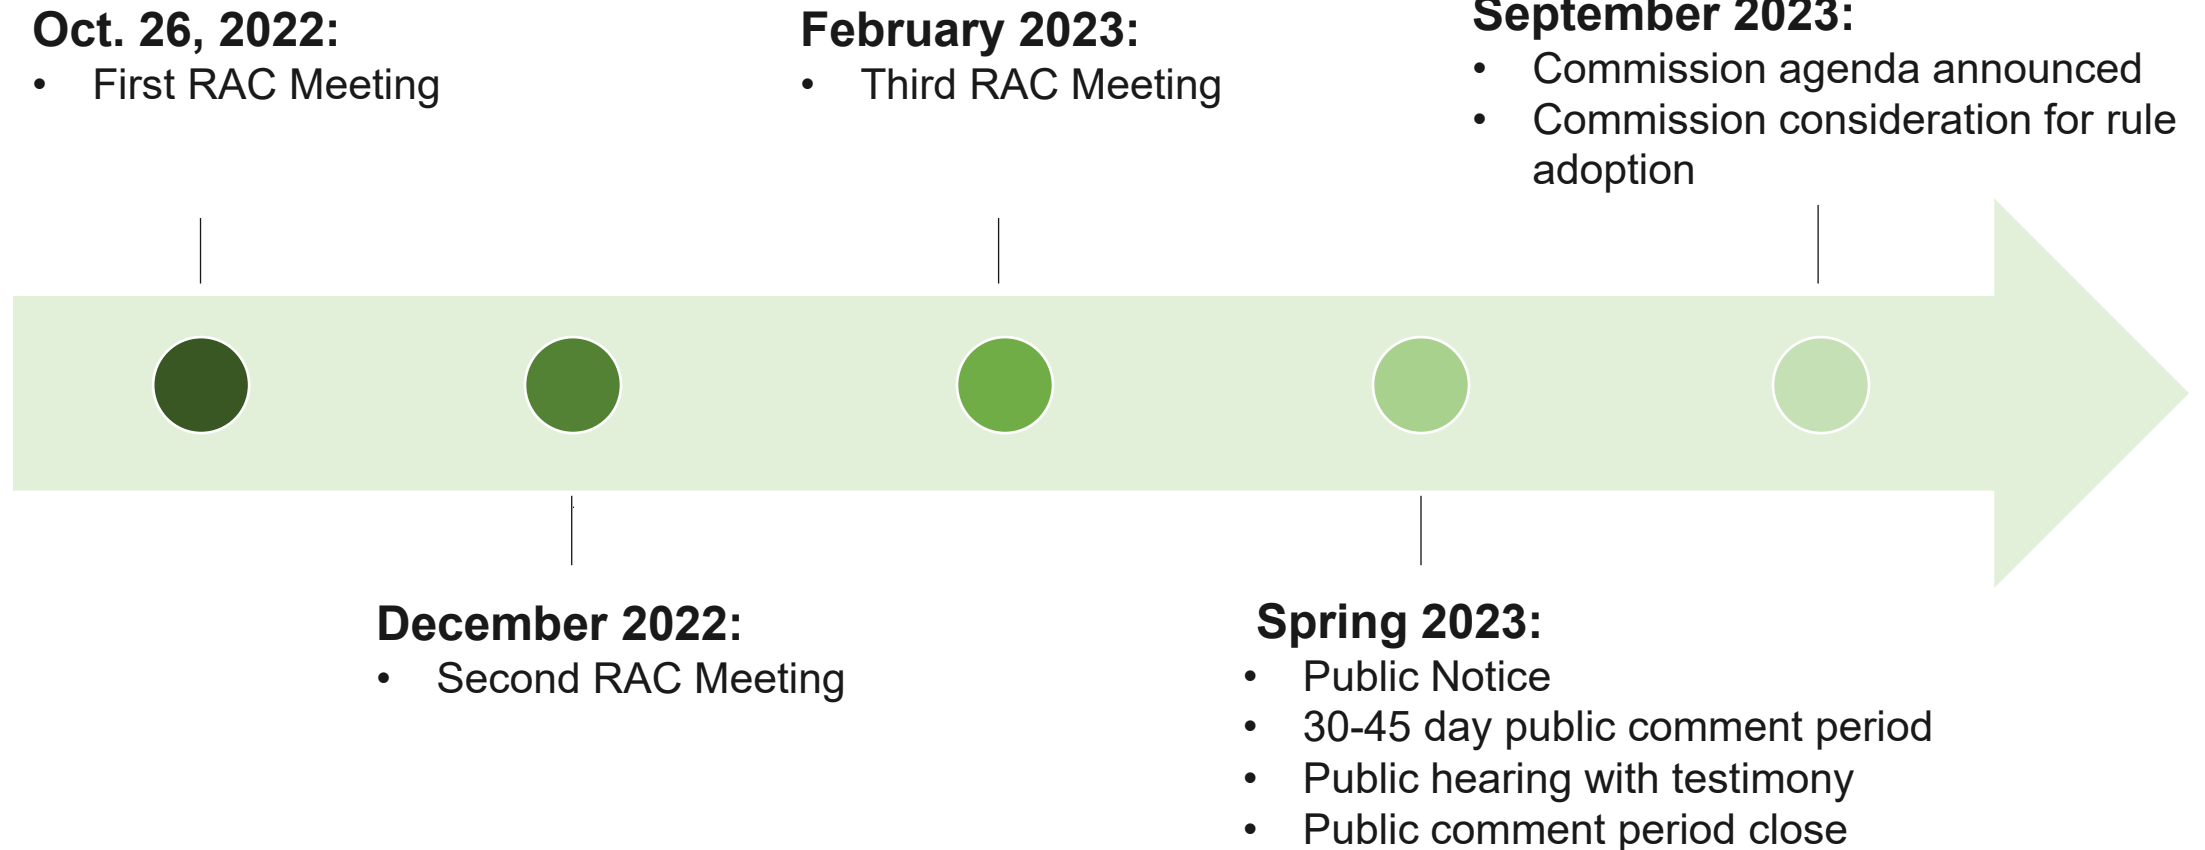 Oct. 26, 2022:
• First RAC Meeting
February 2023:
• Third RAC Meeting
September 2023:
• Commission agenda announced
• Commission consideration for rule
adoption
December 2022:
• Second RAC Meeting
Spring 2023:
• Public Notice
• 30-45 day public comment period
• Public hearing with testimony
• Public comment period close